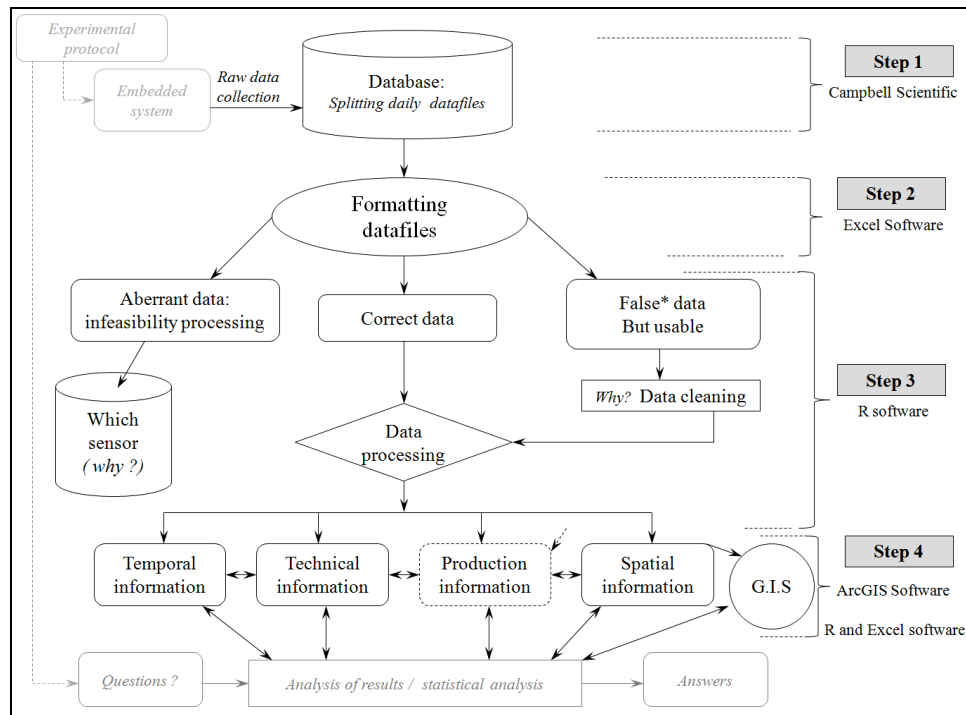 Experimental
protocol
Embedded
system
Raw data
collection
Database:
Splitting daily datafiles
Step 1
Campbell Scientific
Formatting
datafiles
Step 2
Excel Software
Aberrant data:
infeasibility processing
Correct data
False* data
But usable
Which
sensor
( why ?)
Why? Data cleaning
Data
processing
Step 3
R software
Temporal
information
Technical
information
Production
information
Spatial
information
G.I.S
Step 4
ArcGIS Software
R and Excel software
Questions ?
Analysis of results / statistical analysis
Answers